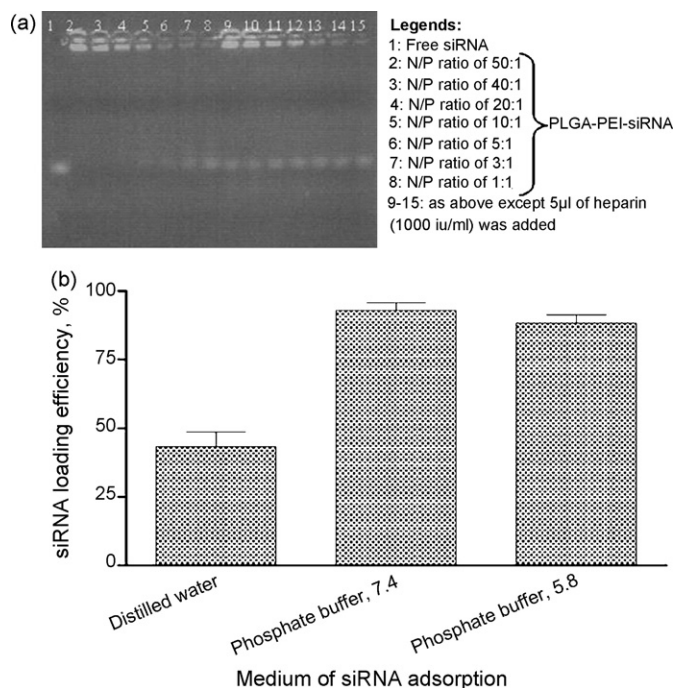 (a)
1 2 3 4 5 6 7 8 9 10 11 12 13 14 15
Legends:
1: Free siRNA
2: N/P ratio of 50:1
3: N/P ratio of 40:1
4: N/P ratio of 20:1
5: N/P ratio of 10:1
6: N/P ratio of 5:1
7: N/P ratio of 3:1
8: N/P ratio of 1:1
PLGA-PEI-siRNA
9-15: as above except 5µl of heparin
(1000 iu/ml) was added
(b)
siRNA loading efficiency, %
100
75
50
25
0
Distilled water
Phosphate buffer, 7.4
Phosphate buffer, 5.8
Medium of siRNA adsorption